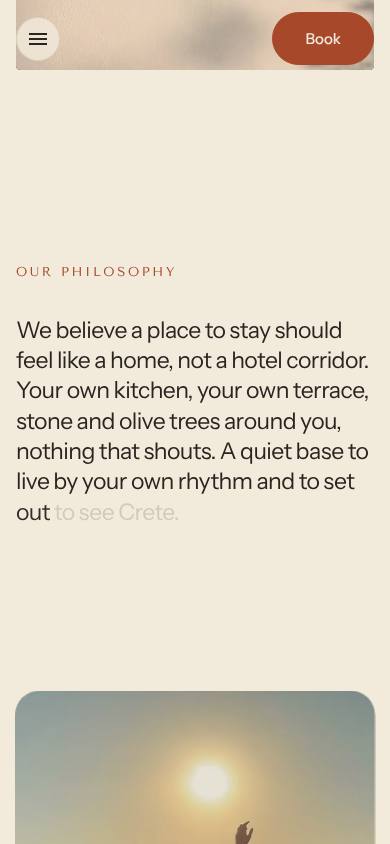 Book
OUR PHILOSOPHY
We believe a place to stay should
feel like a home, not a hotel corridor.
Your own kitchen, your own terrace,
stone and olive trees around you,
nothing that shouts. A quiet base to
live by your own rhythm and to set
out to see Crete.